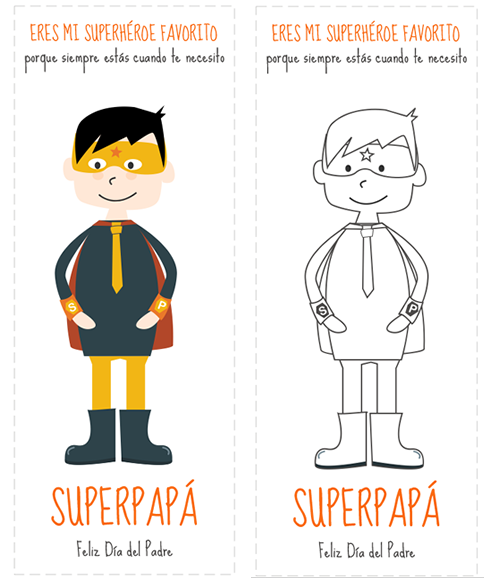 ERES MI SUPERHÉROE FAVORITO
porque siempre estás cuando te necesito
S P
SUPERPAPÁ
Feliz Día del Padre
ERES MI SUPERHÉROE FAVORITO
porque siempre estás cuando te necesito
S P
SUPERPAPÁ
Feliz Día del Padre